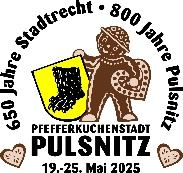 650 Jahre Stadtrecht • 800 Jahre Pulsnitz
PFEFFERKUCHENSTADT
PULSNITZ
19.-25. Mai 2025